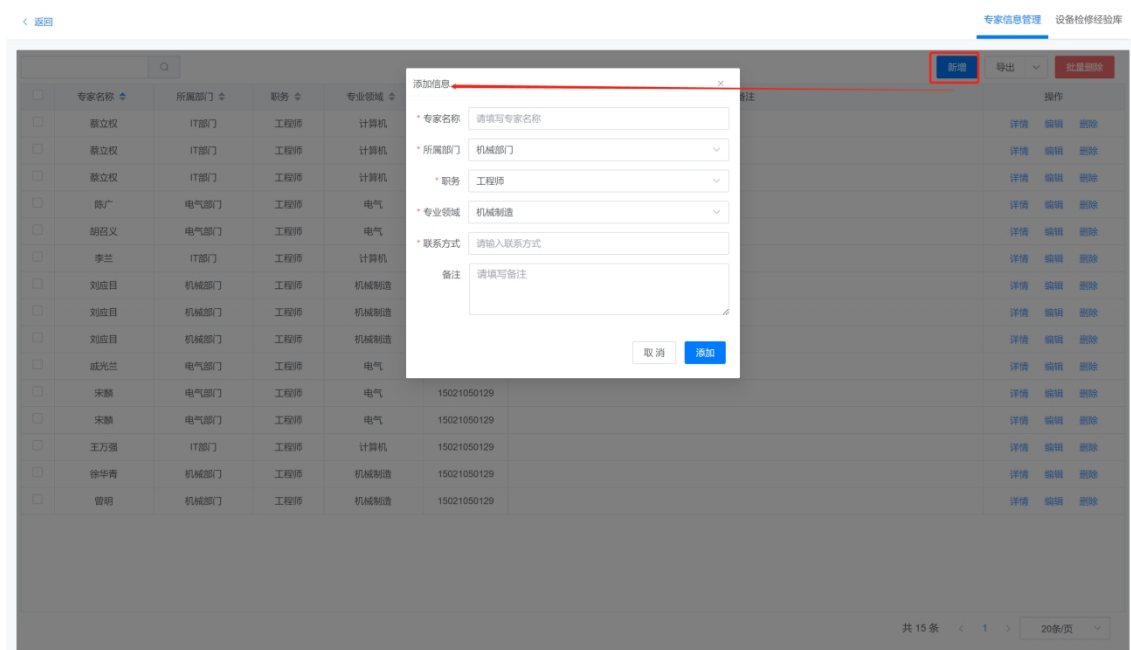 返回
专家信息管理 设备检修经验库
新增 导出 批量删除
添加信息
专家名称 所属部门 职务 专业领域 备注 操作
蔡立权 IT部门 工程师 计算机 详情 编辑 删除
蔡立权 IT部门 工程师 计算机 详情 编辑 删除
蔡立权 IT部门 工程师 计算机 详情 编辑 删除
陈广 电气部门 工程师 电气 详情 编辑 删除
胡召义 电气部门 工程师 电气 详情 编辑 删除
李兰 IT部门 工程师 计算机 详情 编辑 删除
刘应目 机械部门 工程师 机械制造 详情 编辑 删除
刘应目 机械部门 工程师 机械制造 详情 编辑 删除
刘应目 机械部门 工程师 机械制造 详情 编辑 删除
戚光兰 电气部门 工程师 电气 详情 编辑 删除
宋麟 电气部门 工程师 电气 15021050129 详情 编辑 删除
宋麟 电气部门 工程师 电气 15021050129 详情 编辑 删除
王万强 IT部门 工程师 计算机 15021050129 详情 编辑 删除
徐华青 机械部门 工程师 机械制造 15021050129 详情 编辑 删除
曾明 机械部门 工程师 机械制造 15021050129 详情 编辑 删除
* 专家名称 请填写专家名称
* 所属部门 机械部门
* 职务 工程师
* 专业领域 机械制造
* 联系方式 请输入联系方式
备注 请填写备注
取消 添加
共 15 条 1 20条/页